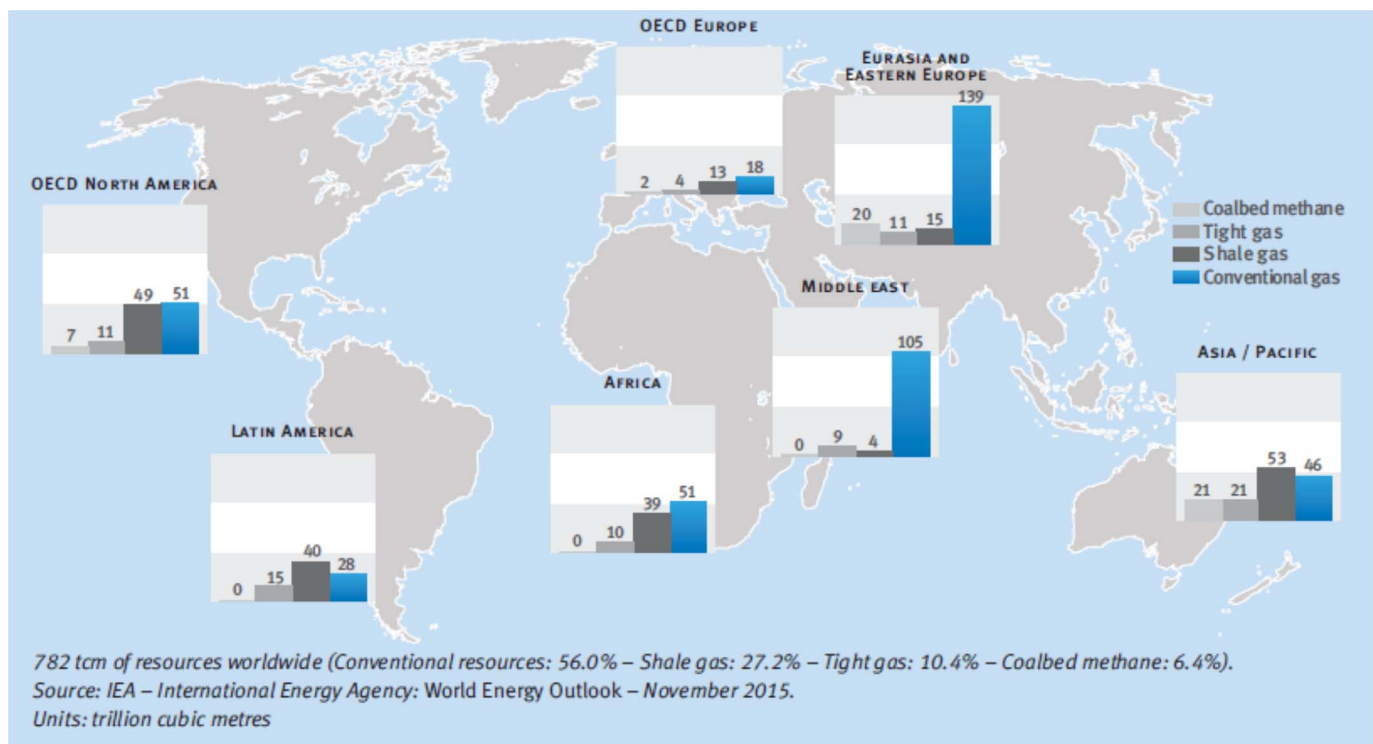 OECD EUROPE
2 4 13 18
EURASIA AND
EASTERN EUROPE
20 11 15 139
OECD NORTH AMERICA
7 11 49 51
Coalbed methane
Tight gas
Shale gas
Conventional gas
MIDDLE EAST
0 9 4 105
ASIA / PACIFIC
21 21 53 46
AFRICA
0 10 39 51
LATIN AMERICA
0 15 40 28
782 tcm of resources worldwide (Conventional resources: 56.0% – Shale gas: 27.2% – Tight gas: 10.4% – Coalbed methane: 6.4%).
Source: IEA – International Energy Agency: World Energy Outlook – November 2015.
Units: trillion cubic metres